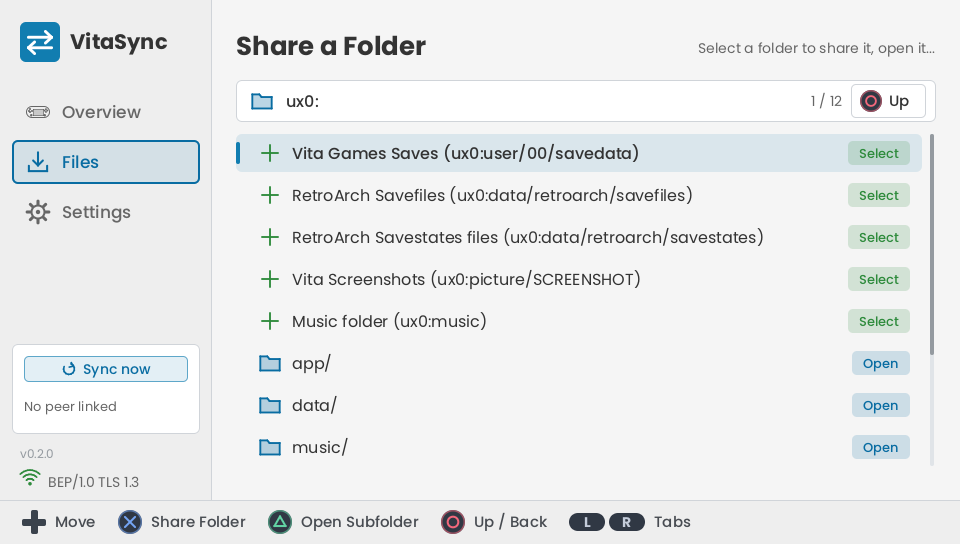 VitaSync
Overview
Files
Settings
Sync now
No peer linked
v0.2.0
BEP/1.0 TLS 1.3
Share a Folder
Select a folder to share it, open it...
ux0:
1 / 12
Up
Vita Games Saves (ux0:user/00/savedata) Select
RetroArch Savefiles (ux0:data/retroarch/savefiles) Select
RetroArch Savestates files (ux0:data/retroarch/savestates) Select
Vita Screenshots (ux0:picture/SCREENSHOT) Select
Music folder (ux0:music) Select
app/ Open
data/ Open
music/ Open
Move Share Folder Open Subfolder Up / Back L R Tabs